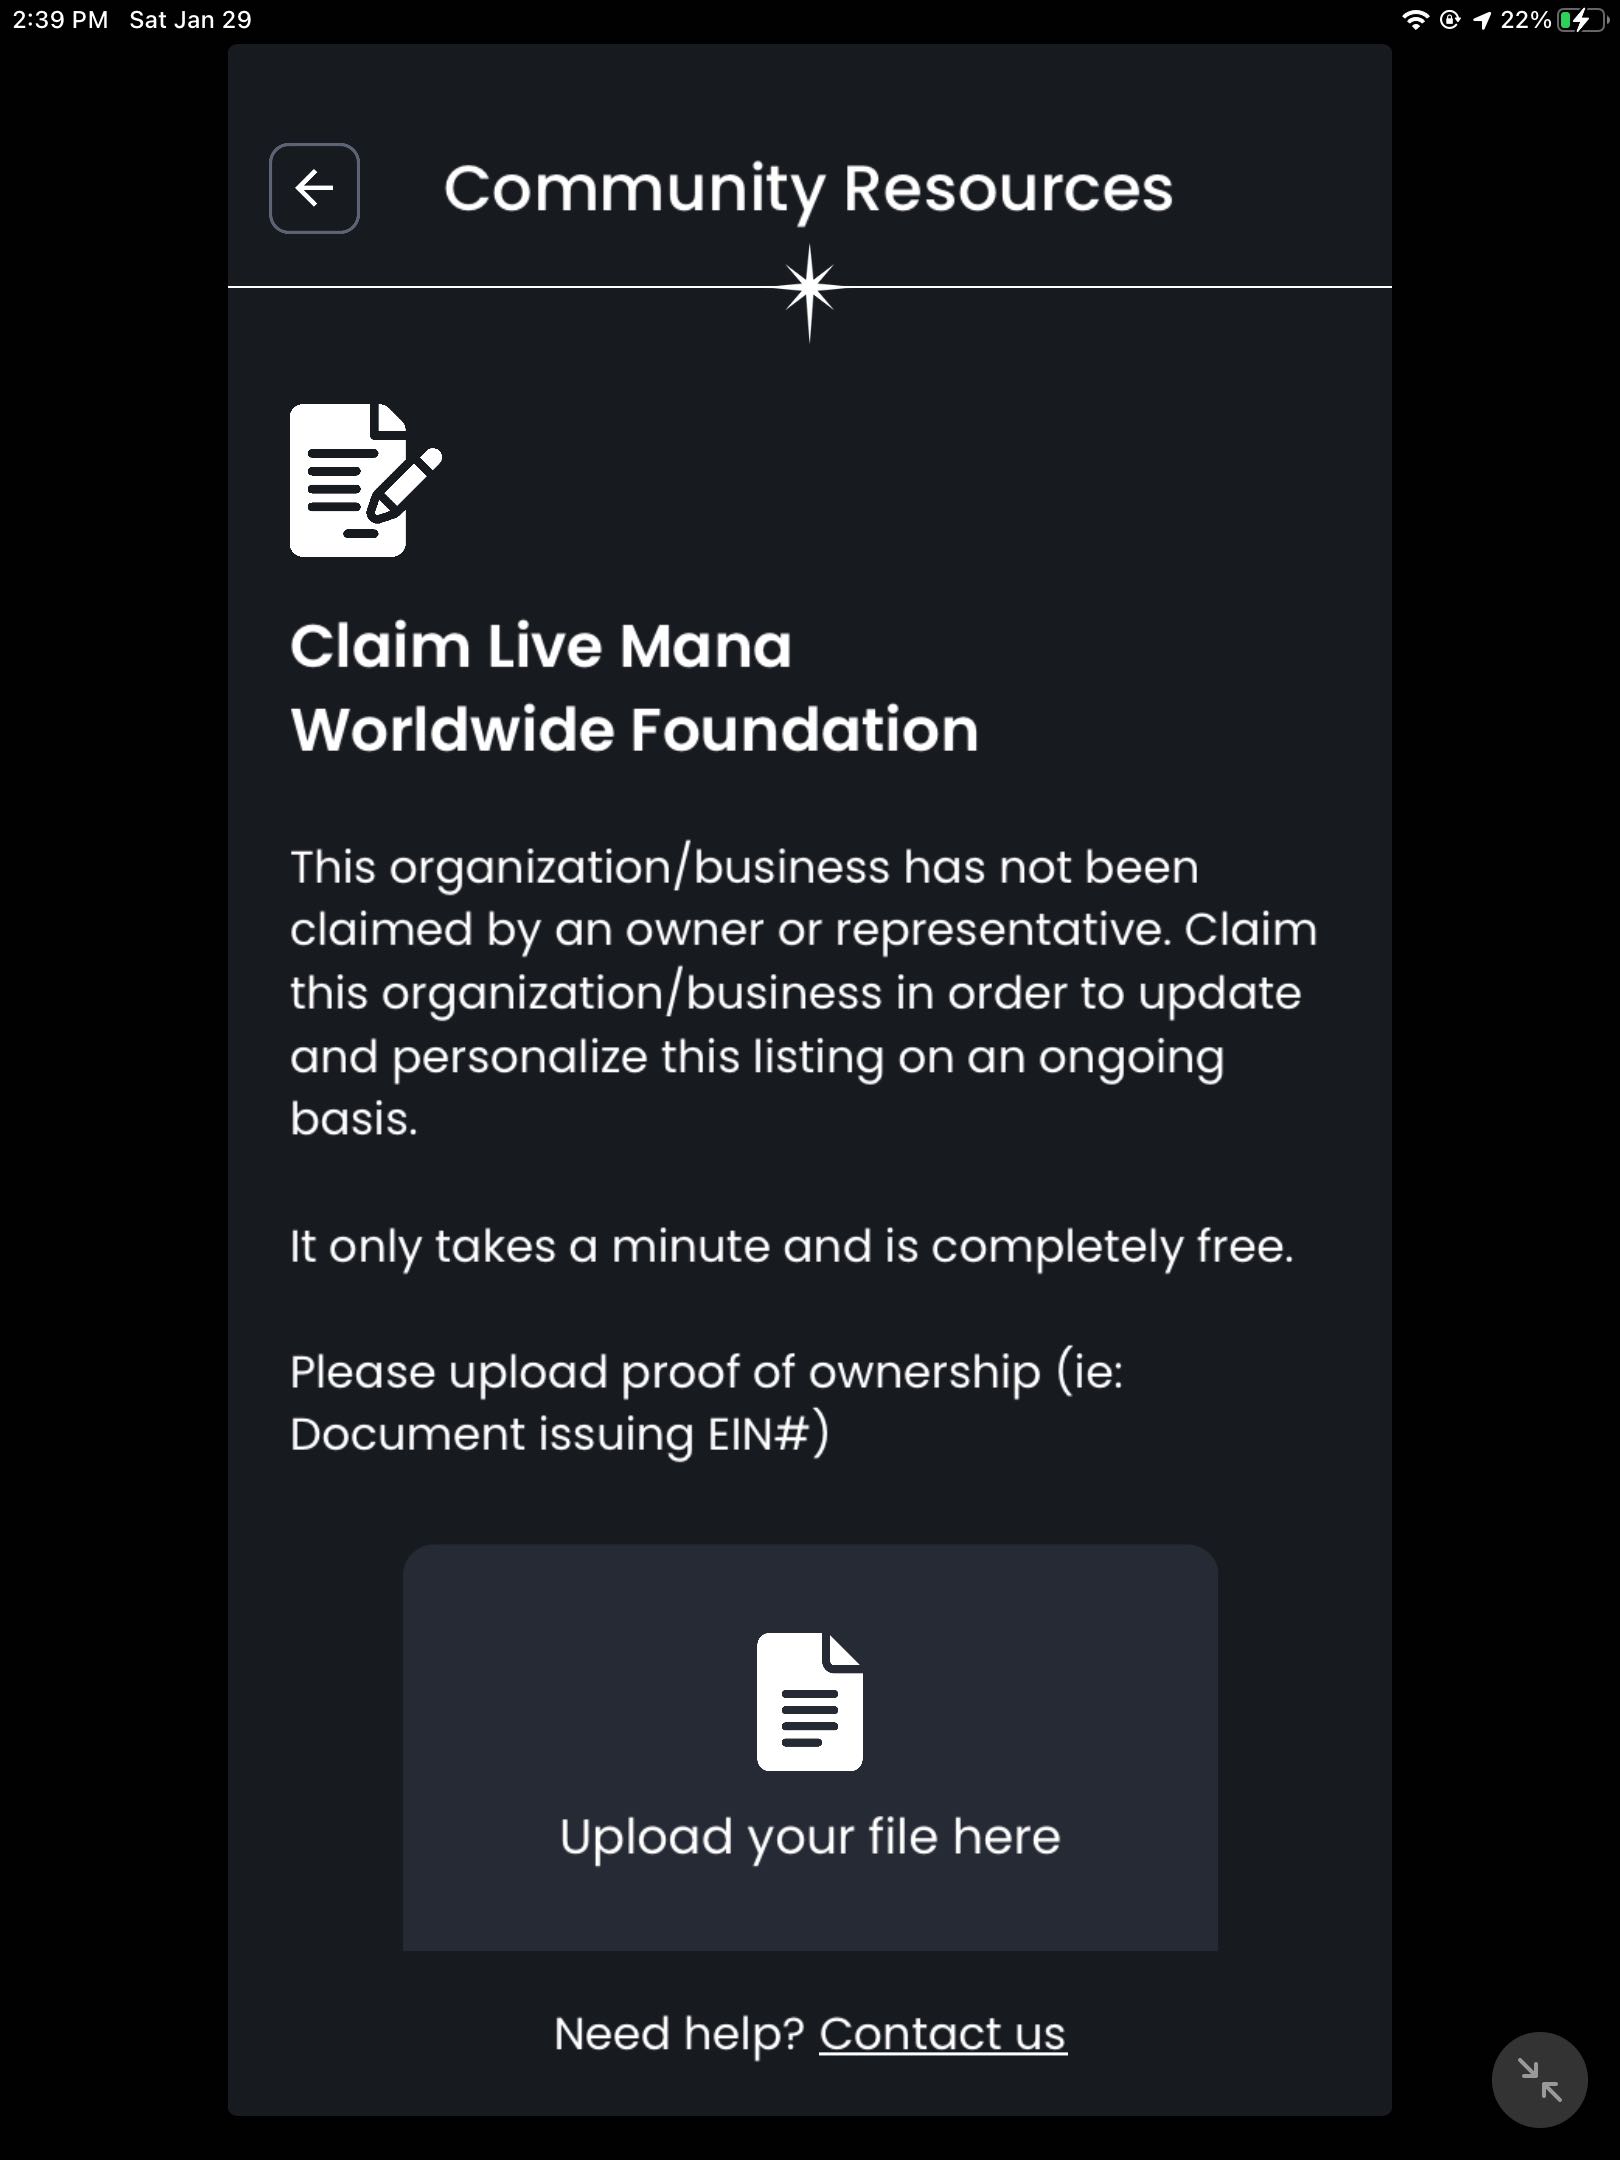 2:39 PM Sat Jan 29
22%
Community Resources
Claim Live Mana
Worldwide Foundation
This organization/business has not been
claimed by an owner or representative. Claim
this organization/business in order to update
and personalize this listing on an ongoing
basis.
It only takes a minute and is completely free.
Please upload proof of ownership (ie:
Document issuing EIN#)
Upload your file here
Need help? Contact us